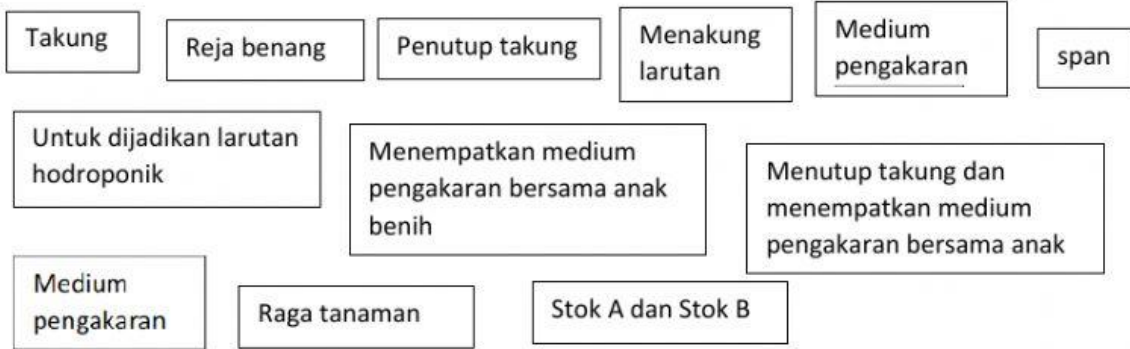 Takung
Reja benang
Penutup takung
Menakung
larutan
Medium
pengakaran
span
Untuk dijadikan larutan
hodroponik
Menempatkan medium
pengakaran bersama anak
benih
Menutup takung dan
menempatkan medium
pengakaran bersama anak
Medium
pengakaran
Raga tanaman
Stok A dan Stok B